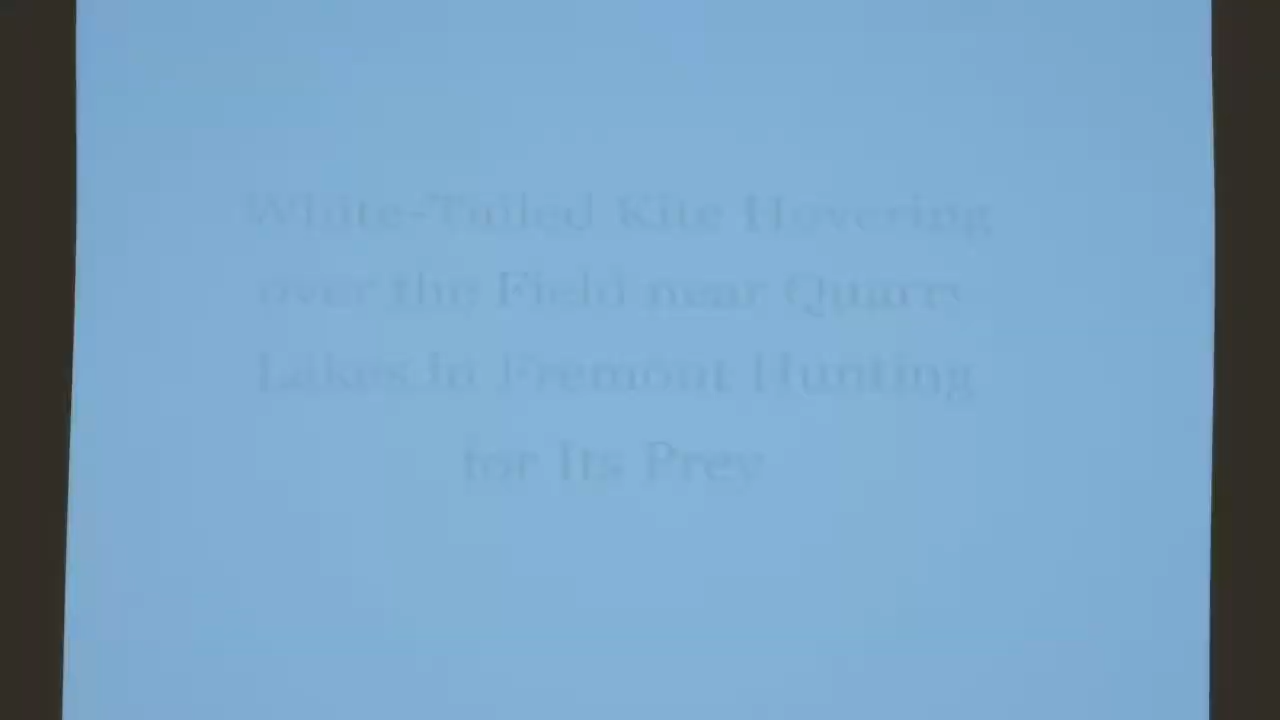 White-Tailed Kite Hovering
over the Field near Quarry
Lakes in Fremont Hunting
for Its Prey